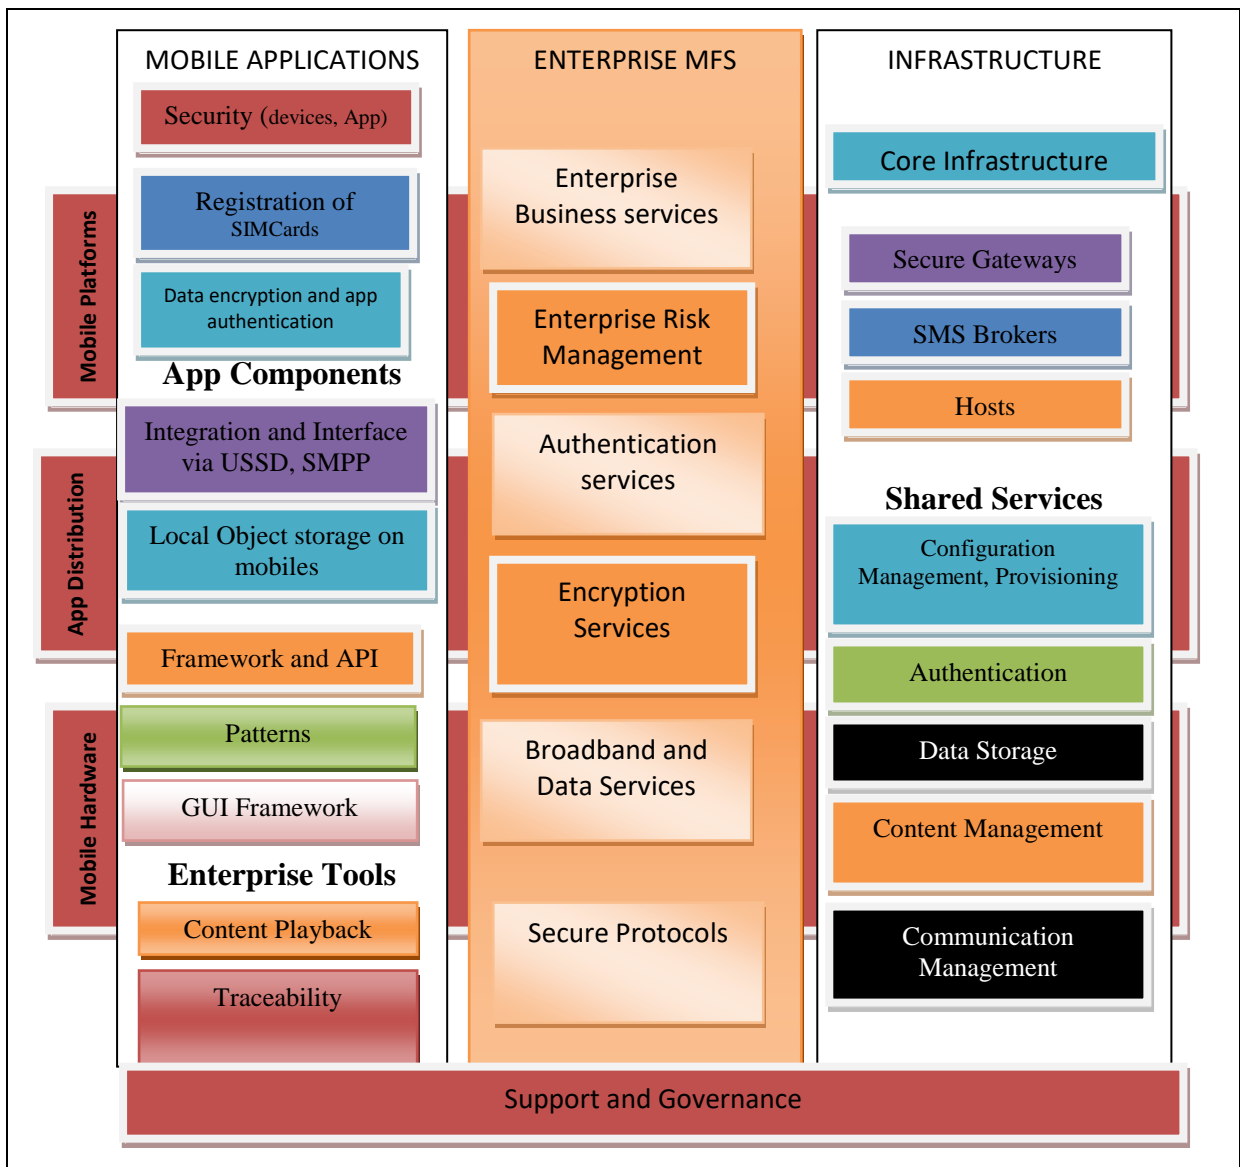 MOBILE APPLICATIONS
Security (devices, App)
Registration of
SIMCards
Data encryption and app
authentication
App Components
Integration and Interface
via USSD, SMPP
Local Object storage on
mobiles
Framework and API
Patterns
GUI Framework
Enterprise Tools
Content Playback
Traceability
ENTERPRISE MFS
Enterprise
Business services
Enterprise Risk
Management
Authentication
services
Encryption
Services
Broadband and
Data Services
Secure Protocols
INFRASTRUCTURE
Core Infrastructure
Secure Gateways
SMS Brokers
Hosts
Shared Services
Configuration
Management, Provisioning
Authentication
Data Storage
Content Management
Communication
Management
Mobile Platforms
App Distribution
Mobile Hardware
Support and Governance